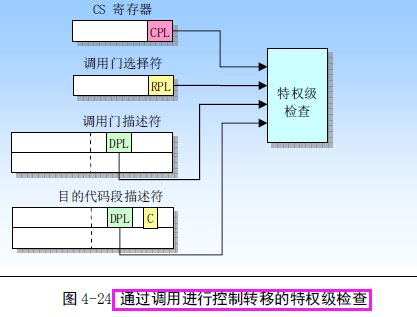 CS 寄存器
CPL
调用门选择符
RPL
特权级
检查
调用门描述符
DPL
目的代码段描述符
DPL
C
图 4-24 通过调用进行控制转移的特权级检查